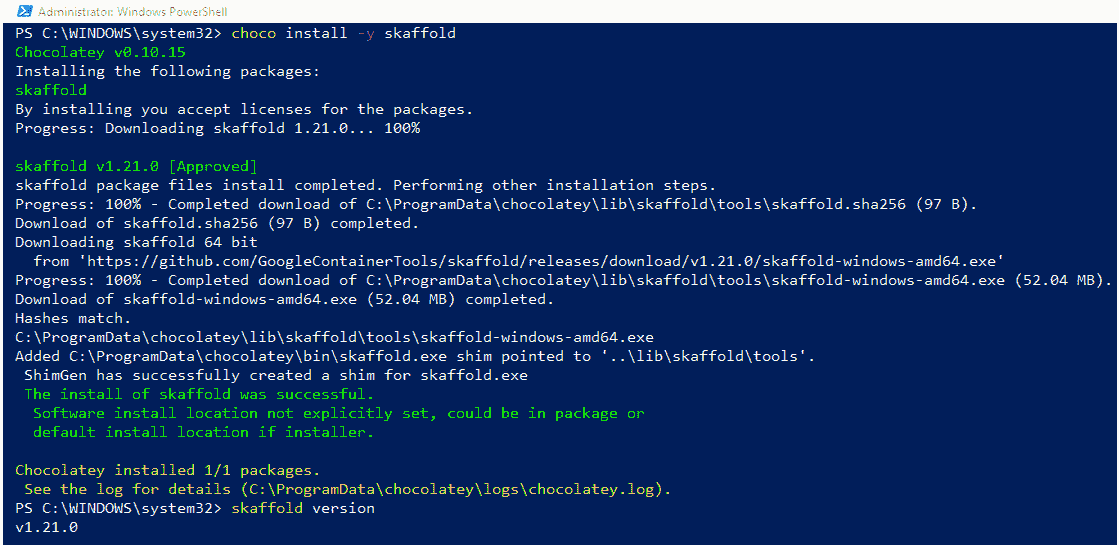 Administrator: Windows PowerShell
PS C:\WINDOWS\system32> choco install -y skaffold
Chocolatey v0.10.15
Installing the following packages:
skaffold
By installing you accept licenses for the packages.
Progress: Downloading skaffold 1.21.0... 100%
skaffold v1.21.0 [Approved]
skaffold package files install completed. Performing other installation steps.
Progress: 100% - Completed download of C:\ProgramData\chocolatey\lib\skaffold\tools\skaffold.sha256 (97 B).
Download of skaffold.sha256 (97 B) completed.
Downloading skaffold 64 bit
  from 'https://github.com/GoogleContainerTools/skaffold/releases/download/v1.21.0/skaffold-windows-amd64.exe'
Progress: 100% - Completed download of C:\ProgramData\chocolatey\lib\skaffold\tools\skaffold-windows-amd64.exe (52.04 MB).
Download of skaffold-windows-amd64.exe (52.04 MB) completed.
Hashes match.
C:\ProgramData\chocolatey\lib\skaffold\tools\skaffold-windows-amd64.exe
Added C:\ProgramData\chocolatey\bin\skaffold.exe shim pointed to '..\lib\skaffold\tools'.
 ShimGen has successfully created a shim for skaffold.exe
 The install of skaffold was successful.
  Software install location not explicitly set, could be in package or
  default install location if installer.
Chocolatey installed 1/1 packages.
 See the log for details (C:\ProgramData\chocolatey\logs\chocolatey.log).
PS C:\WINDOWS\system32> skaffold version
v1.21.0